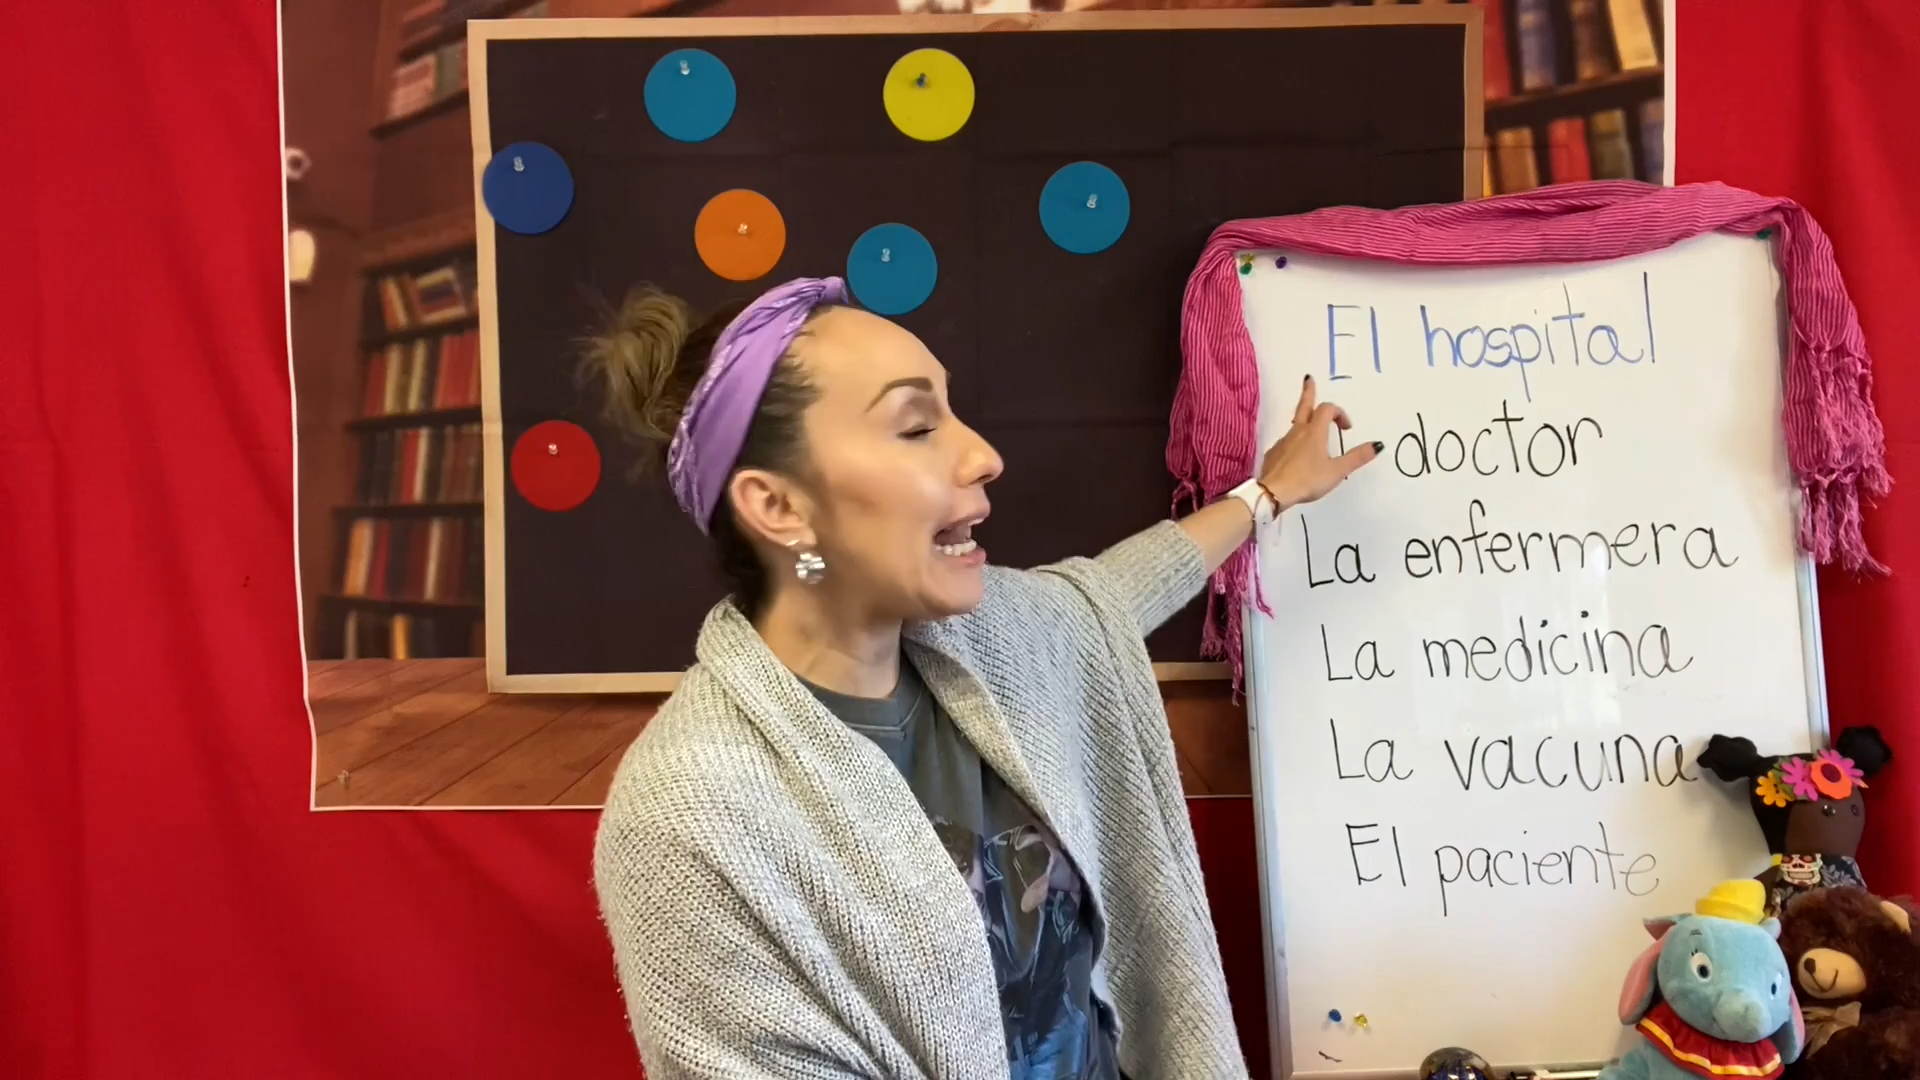 El hospital
doctor
La enfermera
La medicina
La vacuna
El paciente